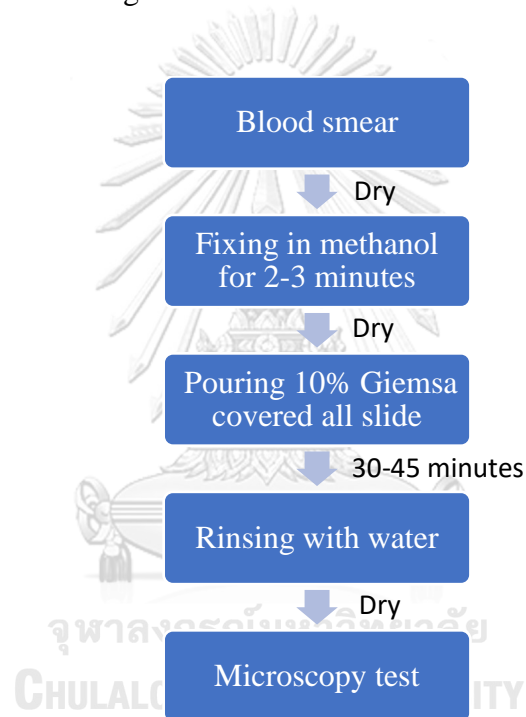 Blood smear
Dry
Fixing in methanol
for 2-3 minutes
Dry
Pouring 10% Giemsa
covered all slide
30-45 minutes
Rinsing with water
Dry
Microscopy test